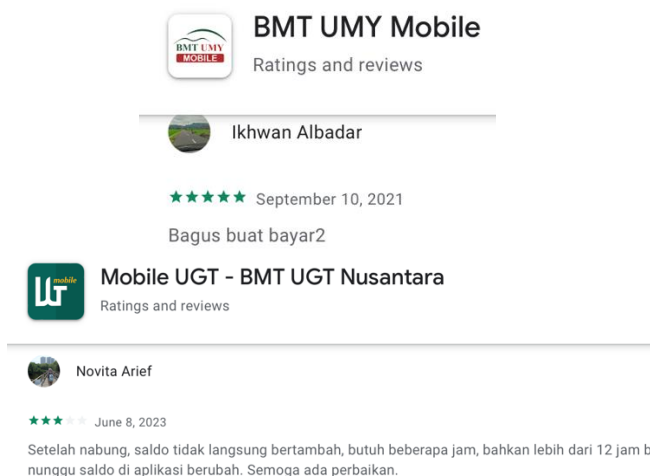 BMT UMY Mobile
BMT UMY
MOBILE
Ratings and reviews
Ikhwan Albadar
September 10, 2021
Bagus buat bayar2
Mobile UGT - BMT UGT Nusantara
mobile
Ratings and reviews
Novita Arief
June 8, 2023
Setelah nabung, saldo tidak langsung bertambah, butuh beberapa jam, bahkan lebih dari 12 jam b
nunggu saldo di aplikasi berubah. Semoga ada perbaikan.